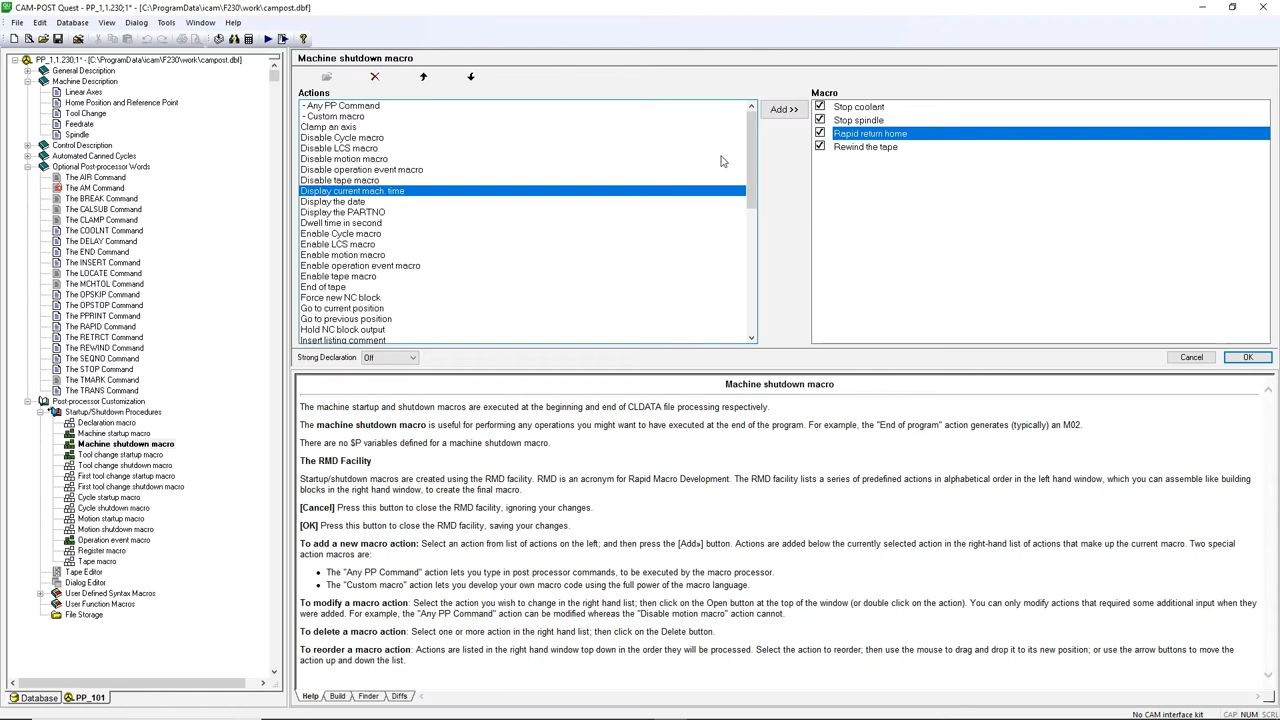 CAM-POST Quest - PP_1,1.230;1* - [C:\ProgramData\icam\F230\work\campost.dbf]
File Edit Database View Dialog Tools Window Help
PP_1,1.230;1* - [C:\ProgramData\icam\F230\work\campost.dbf]
General Description
Machine Description
Linear Axes
Home Position and Reference Point
Tool Change
Feedrate
Spindle
Control Description
Automated Canned Cycles
Optional Post-processor Words
The AIR Command
The AM Command
The BREAK Command
The CALSUB Command
The CLAMP Command
The COOLNT Command
The DELAY Command
The END Command
The INSERT Command
The LOCATE Command
The MCHTOL Command
The OPSKIP Command
The OPSTOP Command
The PPRINT Command
The RAPID Command
The RETRCT Command
The REWIND Command
The SEQNO Command
The STOP Command
The TMARK Command
The TRANS Command
Post-processor Customization
Startup/Shutdown Procedures
Declaration macro
Machine startup macro
Machine shutdown macro
Tool change startup macro
Tool change shutdown macro
First tool change startup macro
First tool change shutdown macro
Cycle startup macro
Cycle shutdown macro
Motion startup macro
Motion shutdown macro
Operation event macro
Register macro
Tape macro
Tape Editor
Dialog Editor
User Defined Syntax Macros
User Function Macros
File Storage
Database PP_101
Machine shutdown macro
Actions
- Any PP Command
- Custom macro
Clamp an axis
Disable Cycle macro
Disable LCS macro
Disable motion macro
Disable operation event macro
Disable tape macro
Display current mach. time
Display the date
Display the PARTNO
Dwell time in second
Enable Cycle macro
Enable LCS macro
Enable motion macro
Enable operation event macro
Enable tape macro
End of tape
Force new NC block
Go to current position
Go to previous position
Hold NC block output
Insert listing comment
Add >>
Macro
Stop coolant
Stop spindle
Rapid return home
Rewind the tape
Strong Declaration Off
Cancel OK
Machine shutdown macro
The machine startup and shutdown macros are executed at the beginning and end of CLDATA file processing respectively.
The machine shutdown macro is useful for performing any operations you might want to have executed at the end of the program. For example, the "End of program" action generates (typically) an M02.
There are no $P variables defined for a machine shutdown macro.
The RMD Facility
Startup/shutdown macros are created using the RMD facility. RMD is an acronym for Rapid Macro Development. The RMD facility lists a series of predefined actions in alphabetical order in the left hand window, which you can assemble like building
blocks in the right hand window, to create the final macro.
[Cancel] Press this button to close the RMD facility, ignoring your changes.
[OK] Press this button to close the RMD facility, saving your changes.
To add a new macro action: Select an action from list of actions on the left; and then press the [Add»] button. Actions are added below the currently selected action in the right-hand list of actions that make up the current macro. Two special
action macros are:
• The "Any PP Command" action lets you type in post processor commands, to be executed by the macro processor.
• The "Custom macro" action lets you develop your own macro code using the full power of the macro language.
To modify a macro action: Select the action you wish to change in the right hand list; then click on the Open button at the top of the window (or double click on the action). You can only modify actions that required some additional input when they
were added. For example, the "Any PP Command" action can be modified whereas the "Disable motion macro" action cannot.
To delete a macro action: Select one or more action in the right hand list; then click on the Delete button.
To reorder a macro action: Actions are listed in the right hand window top down in the order they will be processed. Select the action to reorder; then use the mouse to drag and drop it to its new position; or use the arrow buttons to move the
action up and down the list.
Help Build Finder Diffs
No CAM interface kit CAP NUM SCRL